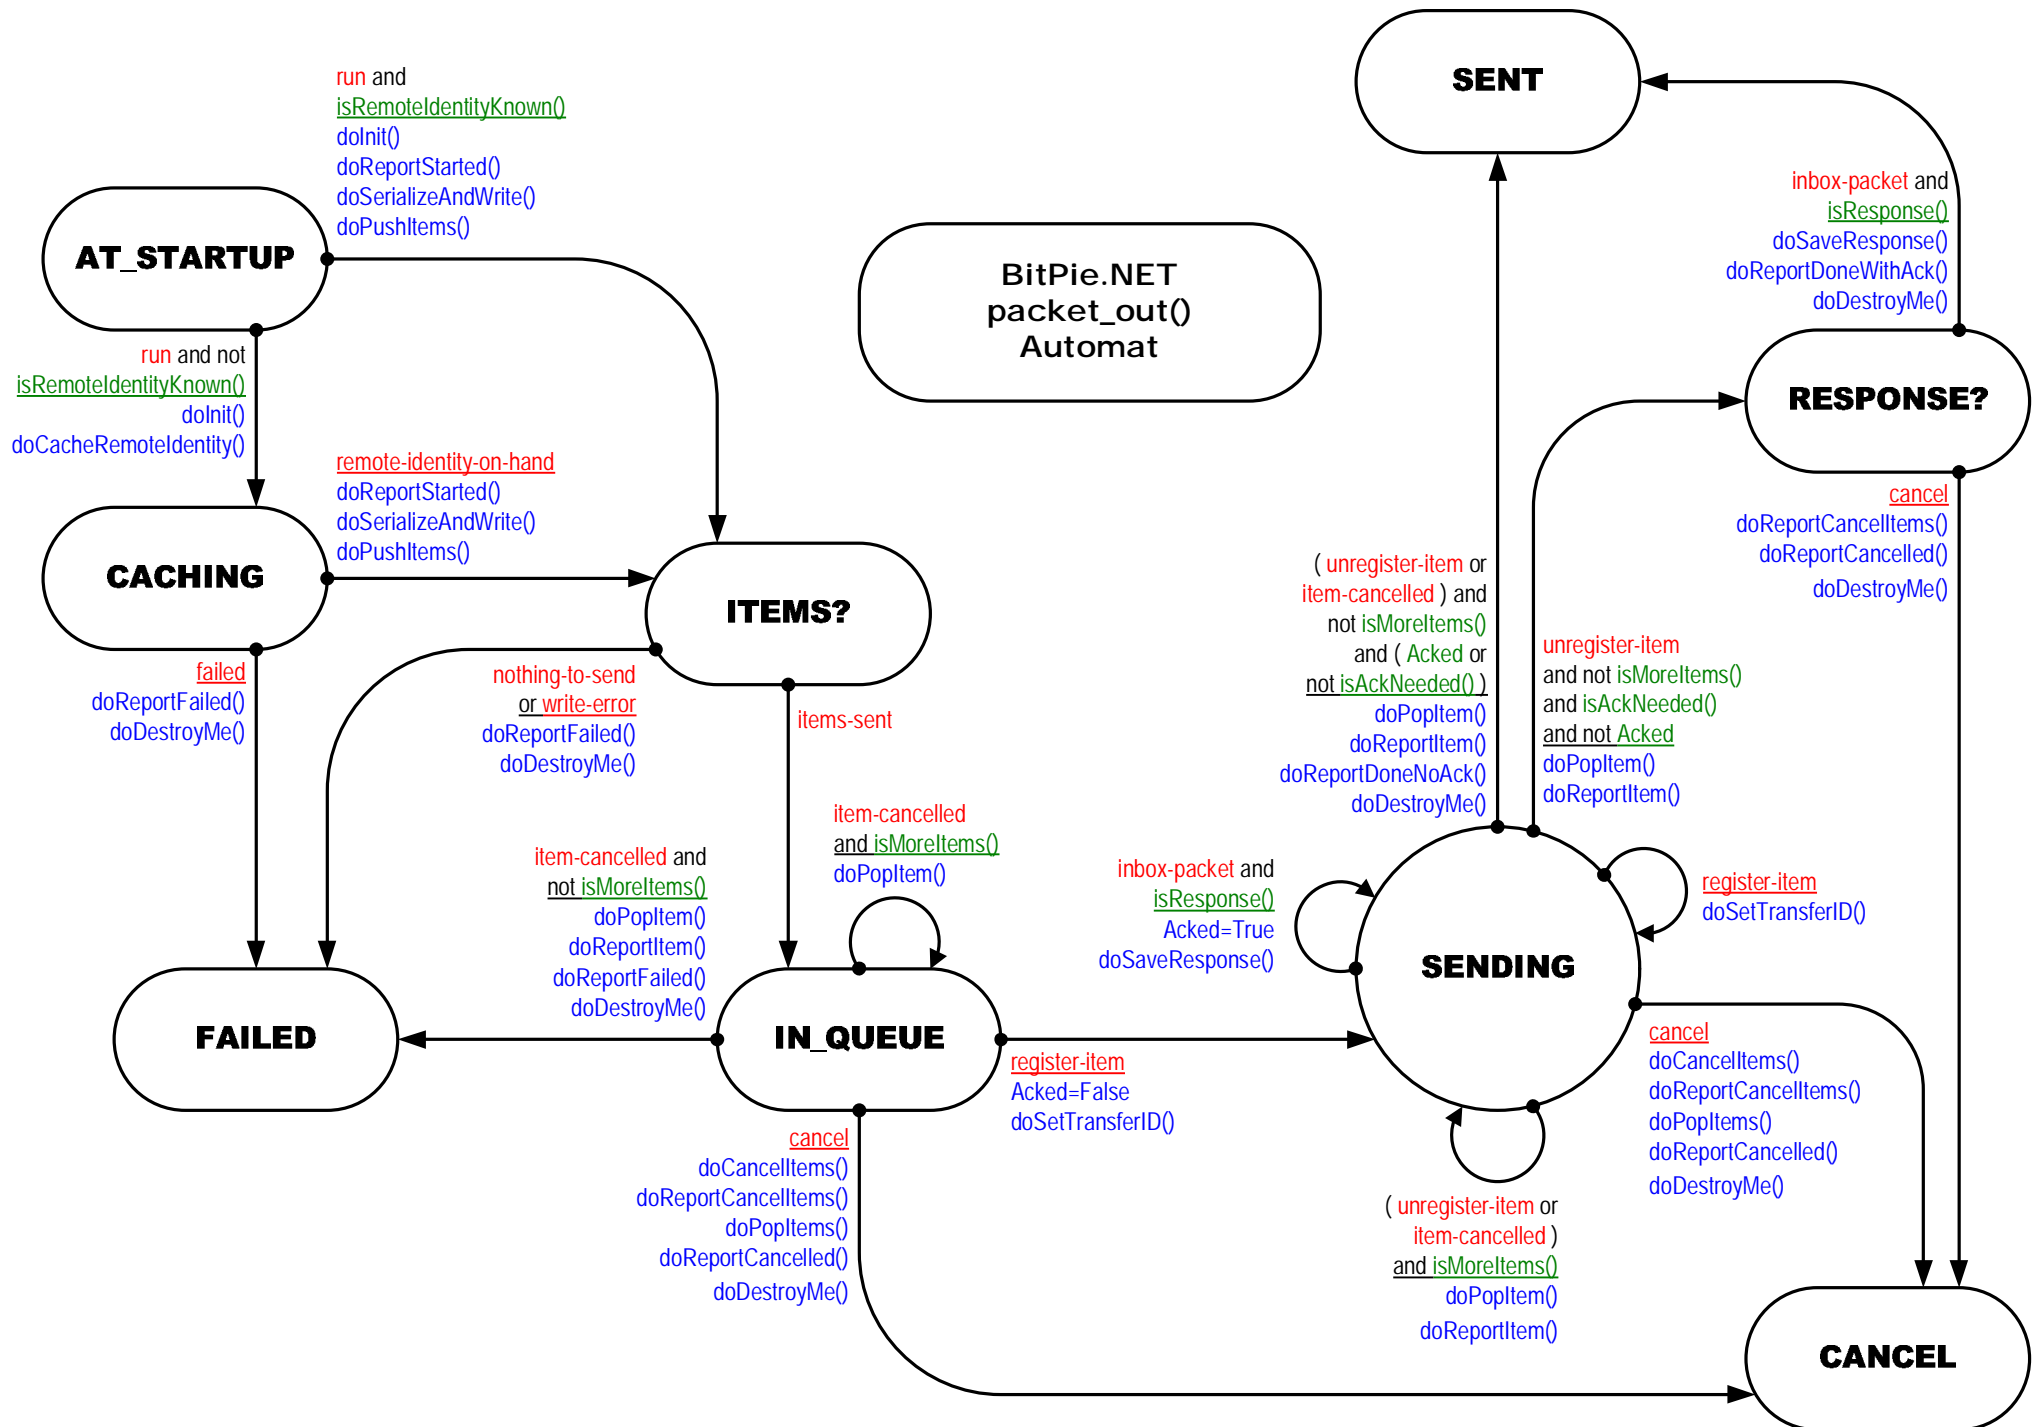 SENT
run and
isRemoteIdentityKnown()
doInit()
doReportStarted()
doSerializeAndWrite()
doPushItems()
AT_STARTUP
BitPie.NET
packet_out()
Automat
inbox-packet and
isResponse()
doSaveResponse()
doReportDoneWithAck()
doDestroyMe()
run and not
isRemoteIdentityKnown()
doInit()
doCacheRemoteIdentity()
RESPONSE?
remote-identity-on-hand
doReportStarted()
doSerializeAndWrite()
doPushItems()
cancel
doReportCancelItems()
doReportCancelled()
doDestroyMe()
CACHING
ITEMS?
( unregister-item or
item-cancelled ) and
not isMoreItems()
and ( Acked or
not isAckNeeded() )
doPopItem()
doReportItem()
doReportDoneNoAck()
doDestroyMe()
unregister-item
and not isMoreItems()
and isAckNeeded()
and not Acked
doPopItem()
doReportItem()
failed
doReportFailed()
doDestroyMe()
nothing-to-send
or write-error
doReportFailed()
doDestroyMe()
items-sent
item-cancelled
and isMoreItems()
doPopItem()
item-cancelled and
not isMoreItems()
doPopItem()
doReportItem()
doReportFailed()
doDestroyMe()
inbox-packet and
isResponse()
Acked=True
doSaveResponse()
register-item
doSetTransferID()
SENDING
FAILED
IN_QUEUE
register-item
Acked=False
doSetTransferID()
cancel
doCancelItems()
doReportCancelItems()
doPopItems()
doReportCancelled()
doDestroyMe()
cancel
doCancelItems()
doReportCancelItems()
doPopItems()
doReportCancelled()
doDestroyMe()
( unregister-item or
item-cancelled )
and isMoreItems()
doPopItem()
doReportItem()
CANCEL